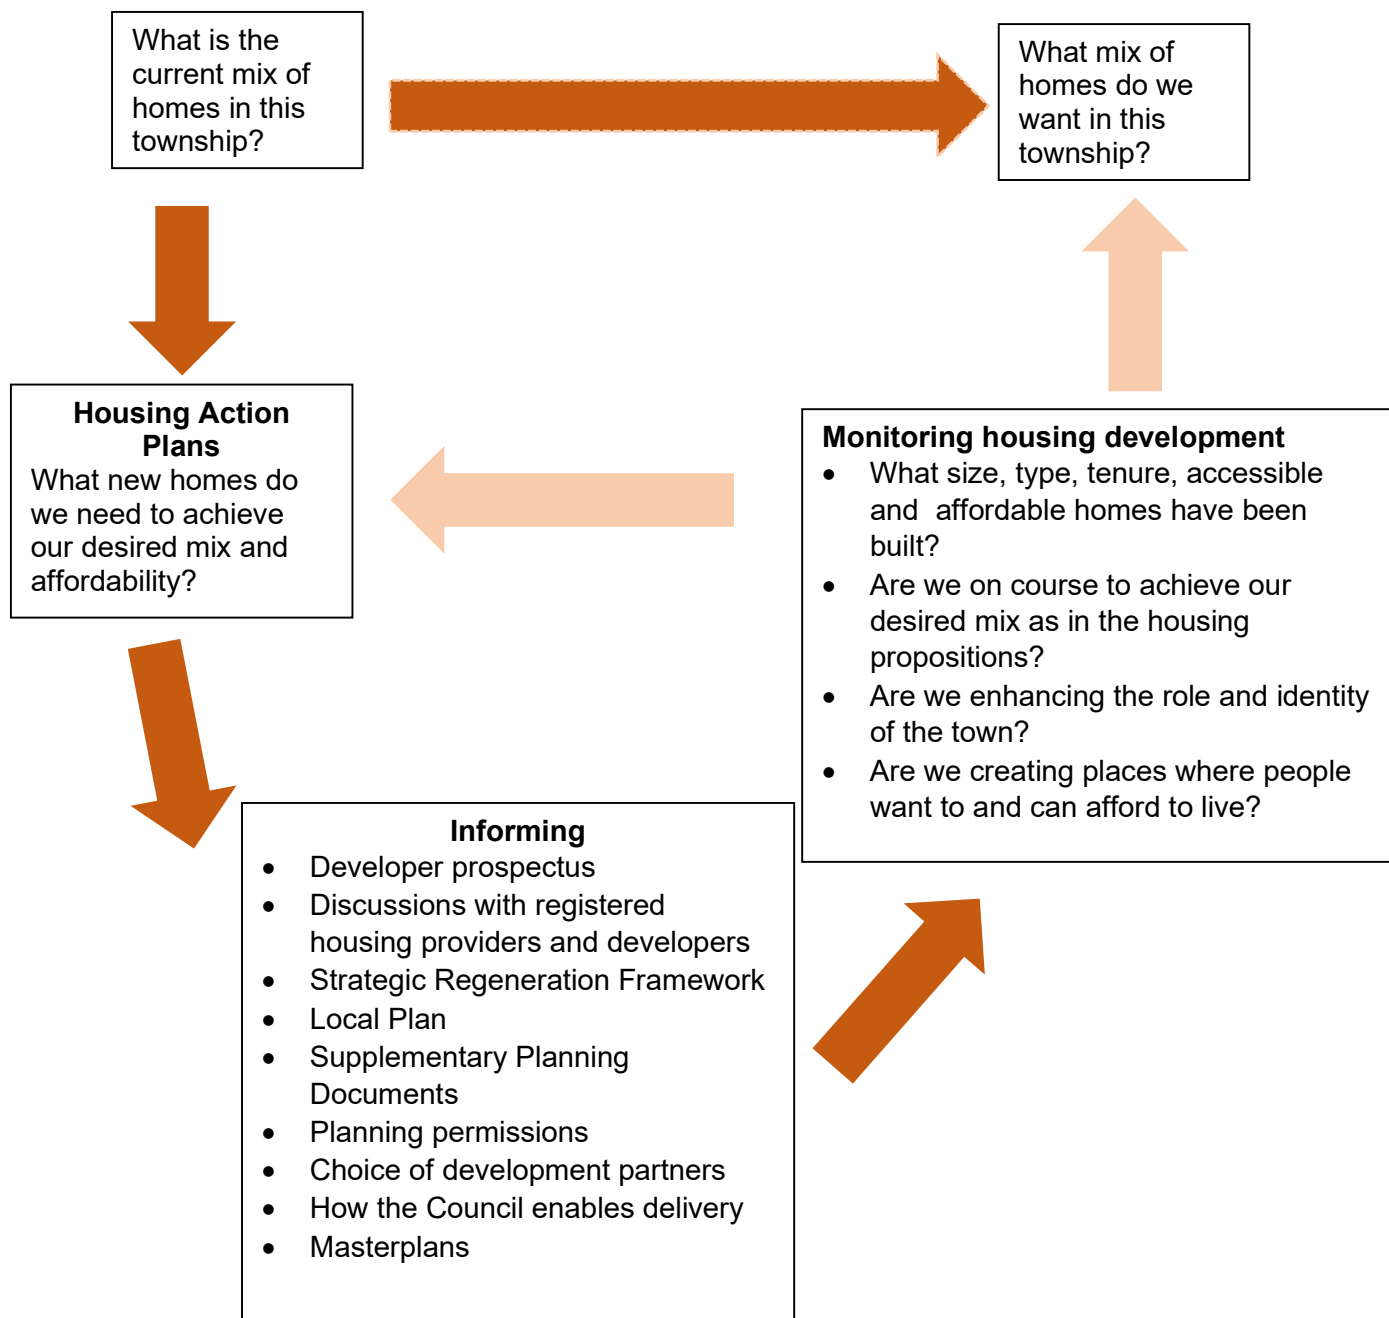 What is the
current mix of
homes in this
township?
What mix of
homes do we
want in this
township?
Housing Action
Plans
What new homes do
we need to achieve
our desired mix and
affordability?
Monitoring housing development
• What size, type, tenure, accessible
and affordable homes have been
built?
• Are we on course to achieve our
desired mix as in the housing
propositions?
• Are we enhancing the role and identity
of the town?
• Are we creating places where people
want to and can afford to live?
Informing
• Developer prospectus
• Discussions with registered
housing providers and developers
• Strategic Regeneration Framework
• Local Plan
• Supplementary Planning
Documents
• Planning permissions
• Choice of development partners
• How the Council enables delivery
• Masterplans